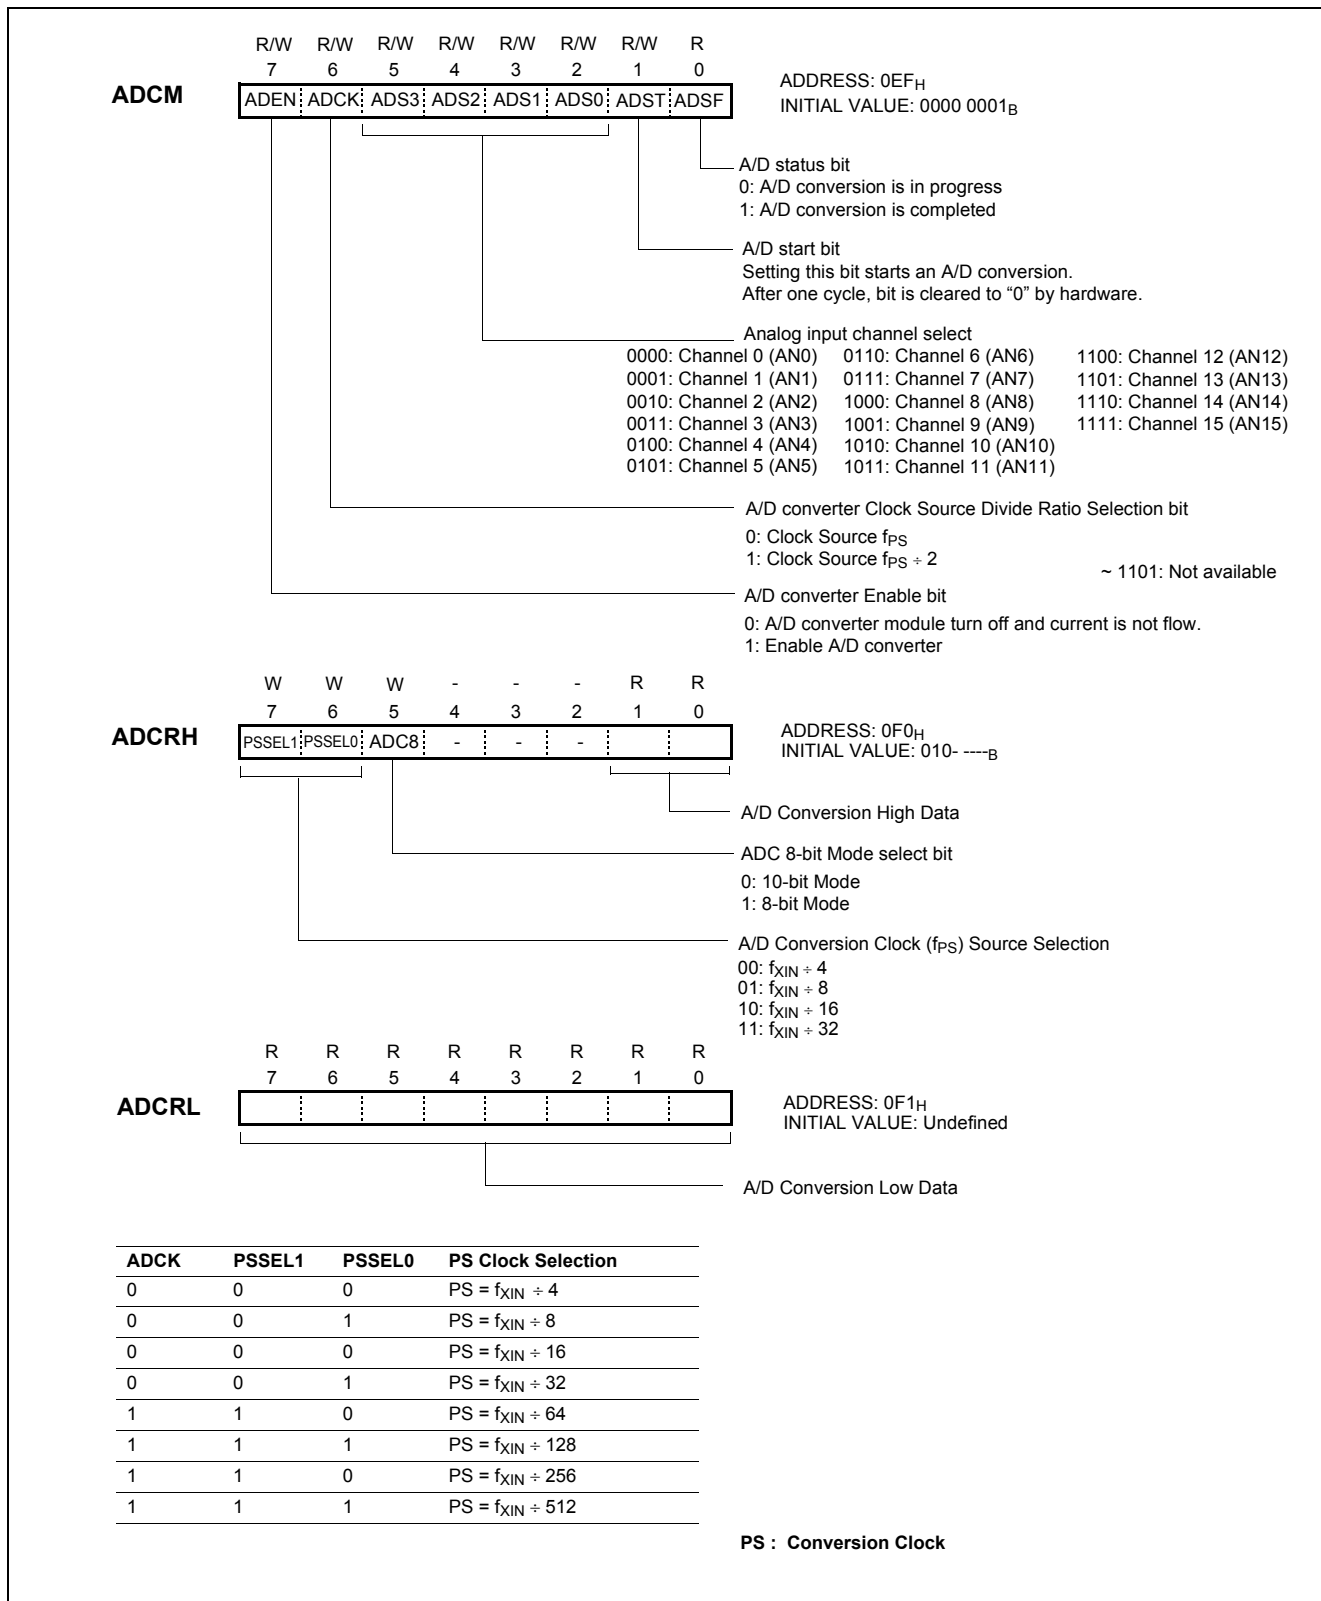 R/W R/W R/W R/W R/W R/W R/W R
7 6 5 4 3 2 1 0
ADCM ADEN ADCK ADS3 ADS2 ADS1 ADS0 ADST ADSF
ADDRESS: 0EFH
INITIAL VALUE: 0000 0001B
A/D status bit
0: A/D conversion is in progress
1: A/D conversion is completed
A/D start bit
Setting this bit starts an A/D conversion.
After one cycle, bit is cleared to “0” by hardware.
Analog input channel select
0000: Channel 0 (AN0) 0110: Channel 6 (AN6) 1100: Channel 12 (AN12)
0001: Channel 1 (AN1) 0111: Channel 7 (AN7) 1101: Channel 13 (AN13)
0010: Channel 2 (AN2) 1000: Channel 8 (AN8) 1110: Channel 14 (AN14)
0011: Channel 3 (AN3) 1001: Channel 9 (AN9) 1111: Channel 15 (AN15)
0100: Channel 4 (AN4) 1010: Channel 10 (AN10)
0101: Channel 5 (AN5) 1011: Channel 11 (AN11)
A/D converter Clock Source Divide Ratio Selection bit
0: Clock Source fPS
1: Clock Source fPS ÷ 2
~ 1101: Not available
A/D converter Enable bit
0: A/D converter module turn off and current is not flow.
1: Enable A/D converter
W W W - - - R R
7 6 5 4 3 2 1 0
ADCRH PSSEL1 PSSEL0 ADC8 - - -
ADDRESS: 0F0H
INITIAL VALUE: 010- ----B
A/D Conversion High Data
ADC 8-bit Mode select bit
0: 10-bit Mode
1: 8-bit Mode
A/D Conversion Clock (fPS) Source Selection
00: fXIN ÷ 4
01: fXIN ÷ 8
10: fXIN ÷ 16
11: fXIN ÷ 32
R R R R R R R R
7 6 5 4 3 2 1 0
ADCRL
ADDRESS: 0F1H
INITIAL VALUE: Undefined
A/D Conversion Low Data
ADCK PSSEL1 PSSEL0 PS Clock Selection
0 0 0 PS = fXIN ÷ 4
0 0 1 PS = fXIN ÷ 8
0 0 0 PS = fXIN ÷ 16
0 0 1 PS = fXIN ÷ 32
1 1 0 PS = fXIN ÷ 64
1 1 1 PS = fXIN ÷ 128
1 1 0 PS = fXIN ÷ 256
1 1 1 PS = fXIN ÷ 512
PS : Conversion Clock